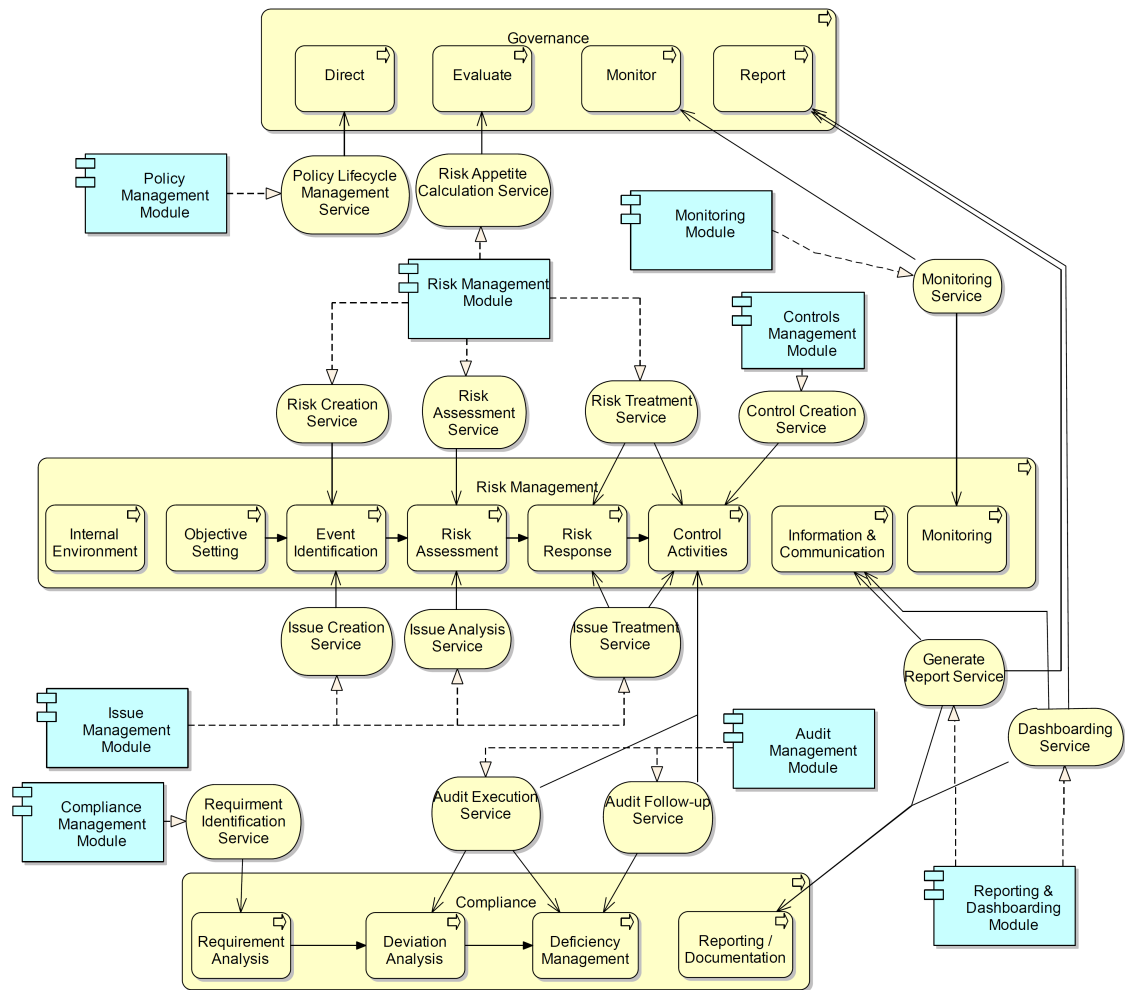 Governance
Direct
Evaluate
Monitor
Report
Policy
Management
Module
Policy Lifecycle
Management
Service
Risk Appetite
Calculation Service
Monitoring
Module
Monitoring
Service
Risk Management
Module
Controls
Management
Module
Risk Creation
Service
Risk
Assessment
Service
Risk Treatment
Service
Control Creation
Service
Risk Management
Internal
Environment
Objective
Setting
Event
Identification
Risk
Assessment
Risk
Response
Control
Activities
Information &
Communication
Monitoring
Issue Creation
Service
Issue Analysis
Service
Issue Treatment
Service
Generate
Report Service
Issue
Management
Module
Audit
Management
Module
Dashboarding
Service
Compliance
Management
Module
Requirment
Identification
Service
Audit Execution
Service
Audit Follow-up
Service
Reporting &
Dashboarding
Module
Compliance
Requirement
Analysis
Deviation
Analysis
Deficiency
Management
Reporting /
Documentation